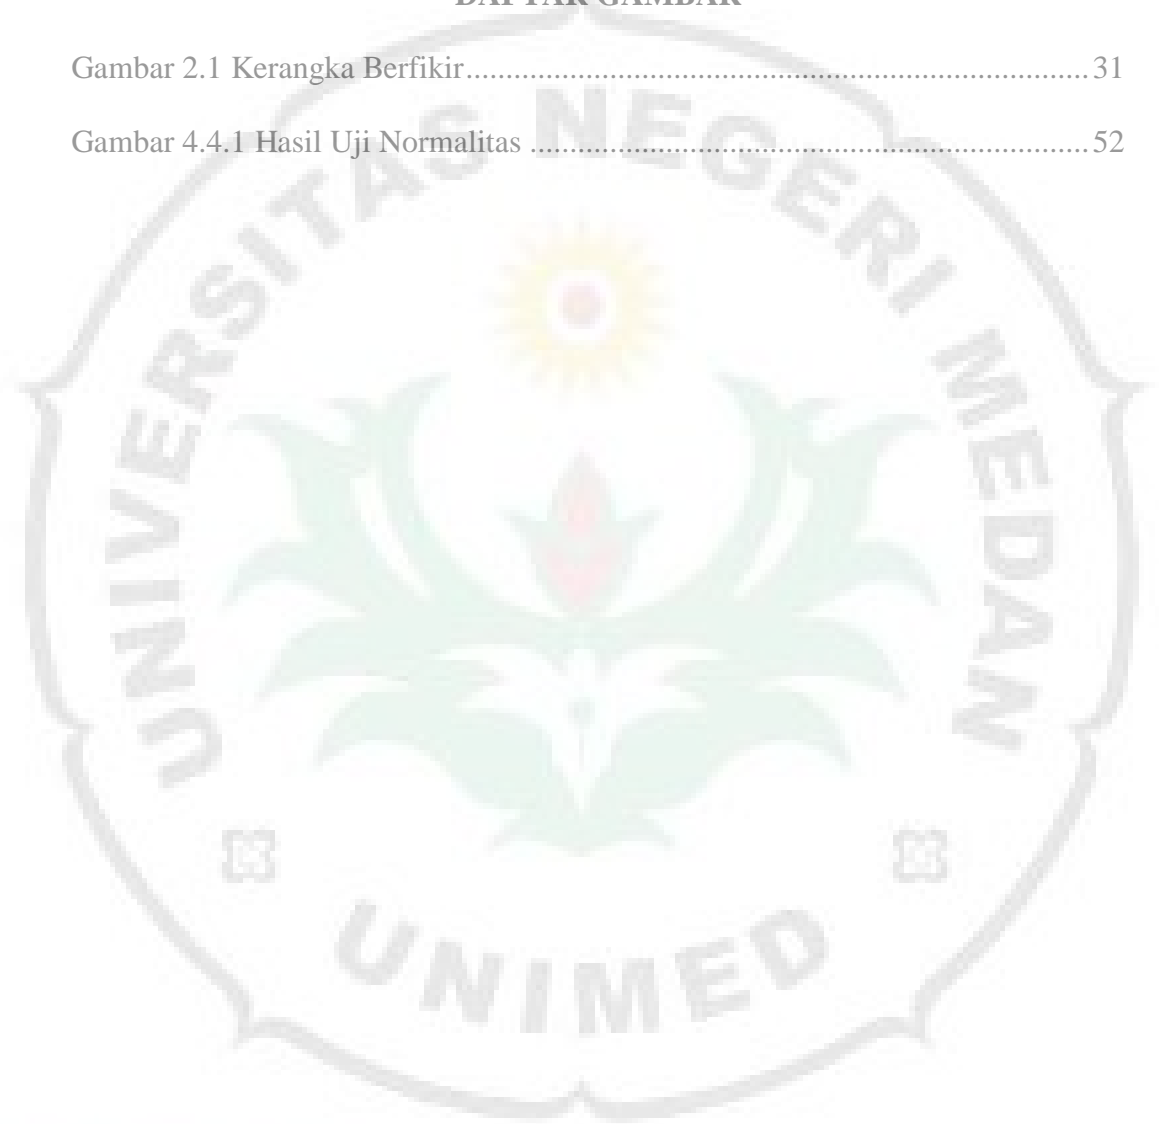 DAFTAR GAMBAR
Gambar 2.1 Kerangka Berfikir............................................................................. 31
Gambar 4.4.1 Hasil Uji Normalitas ..................................................................... 52
UNIVERSITAS NEGERI MEDAN
UNIMED